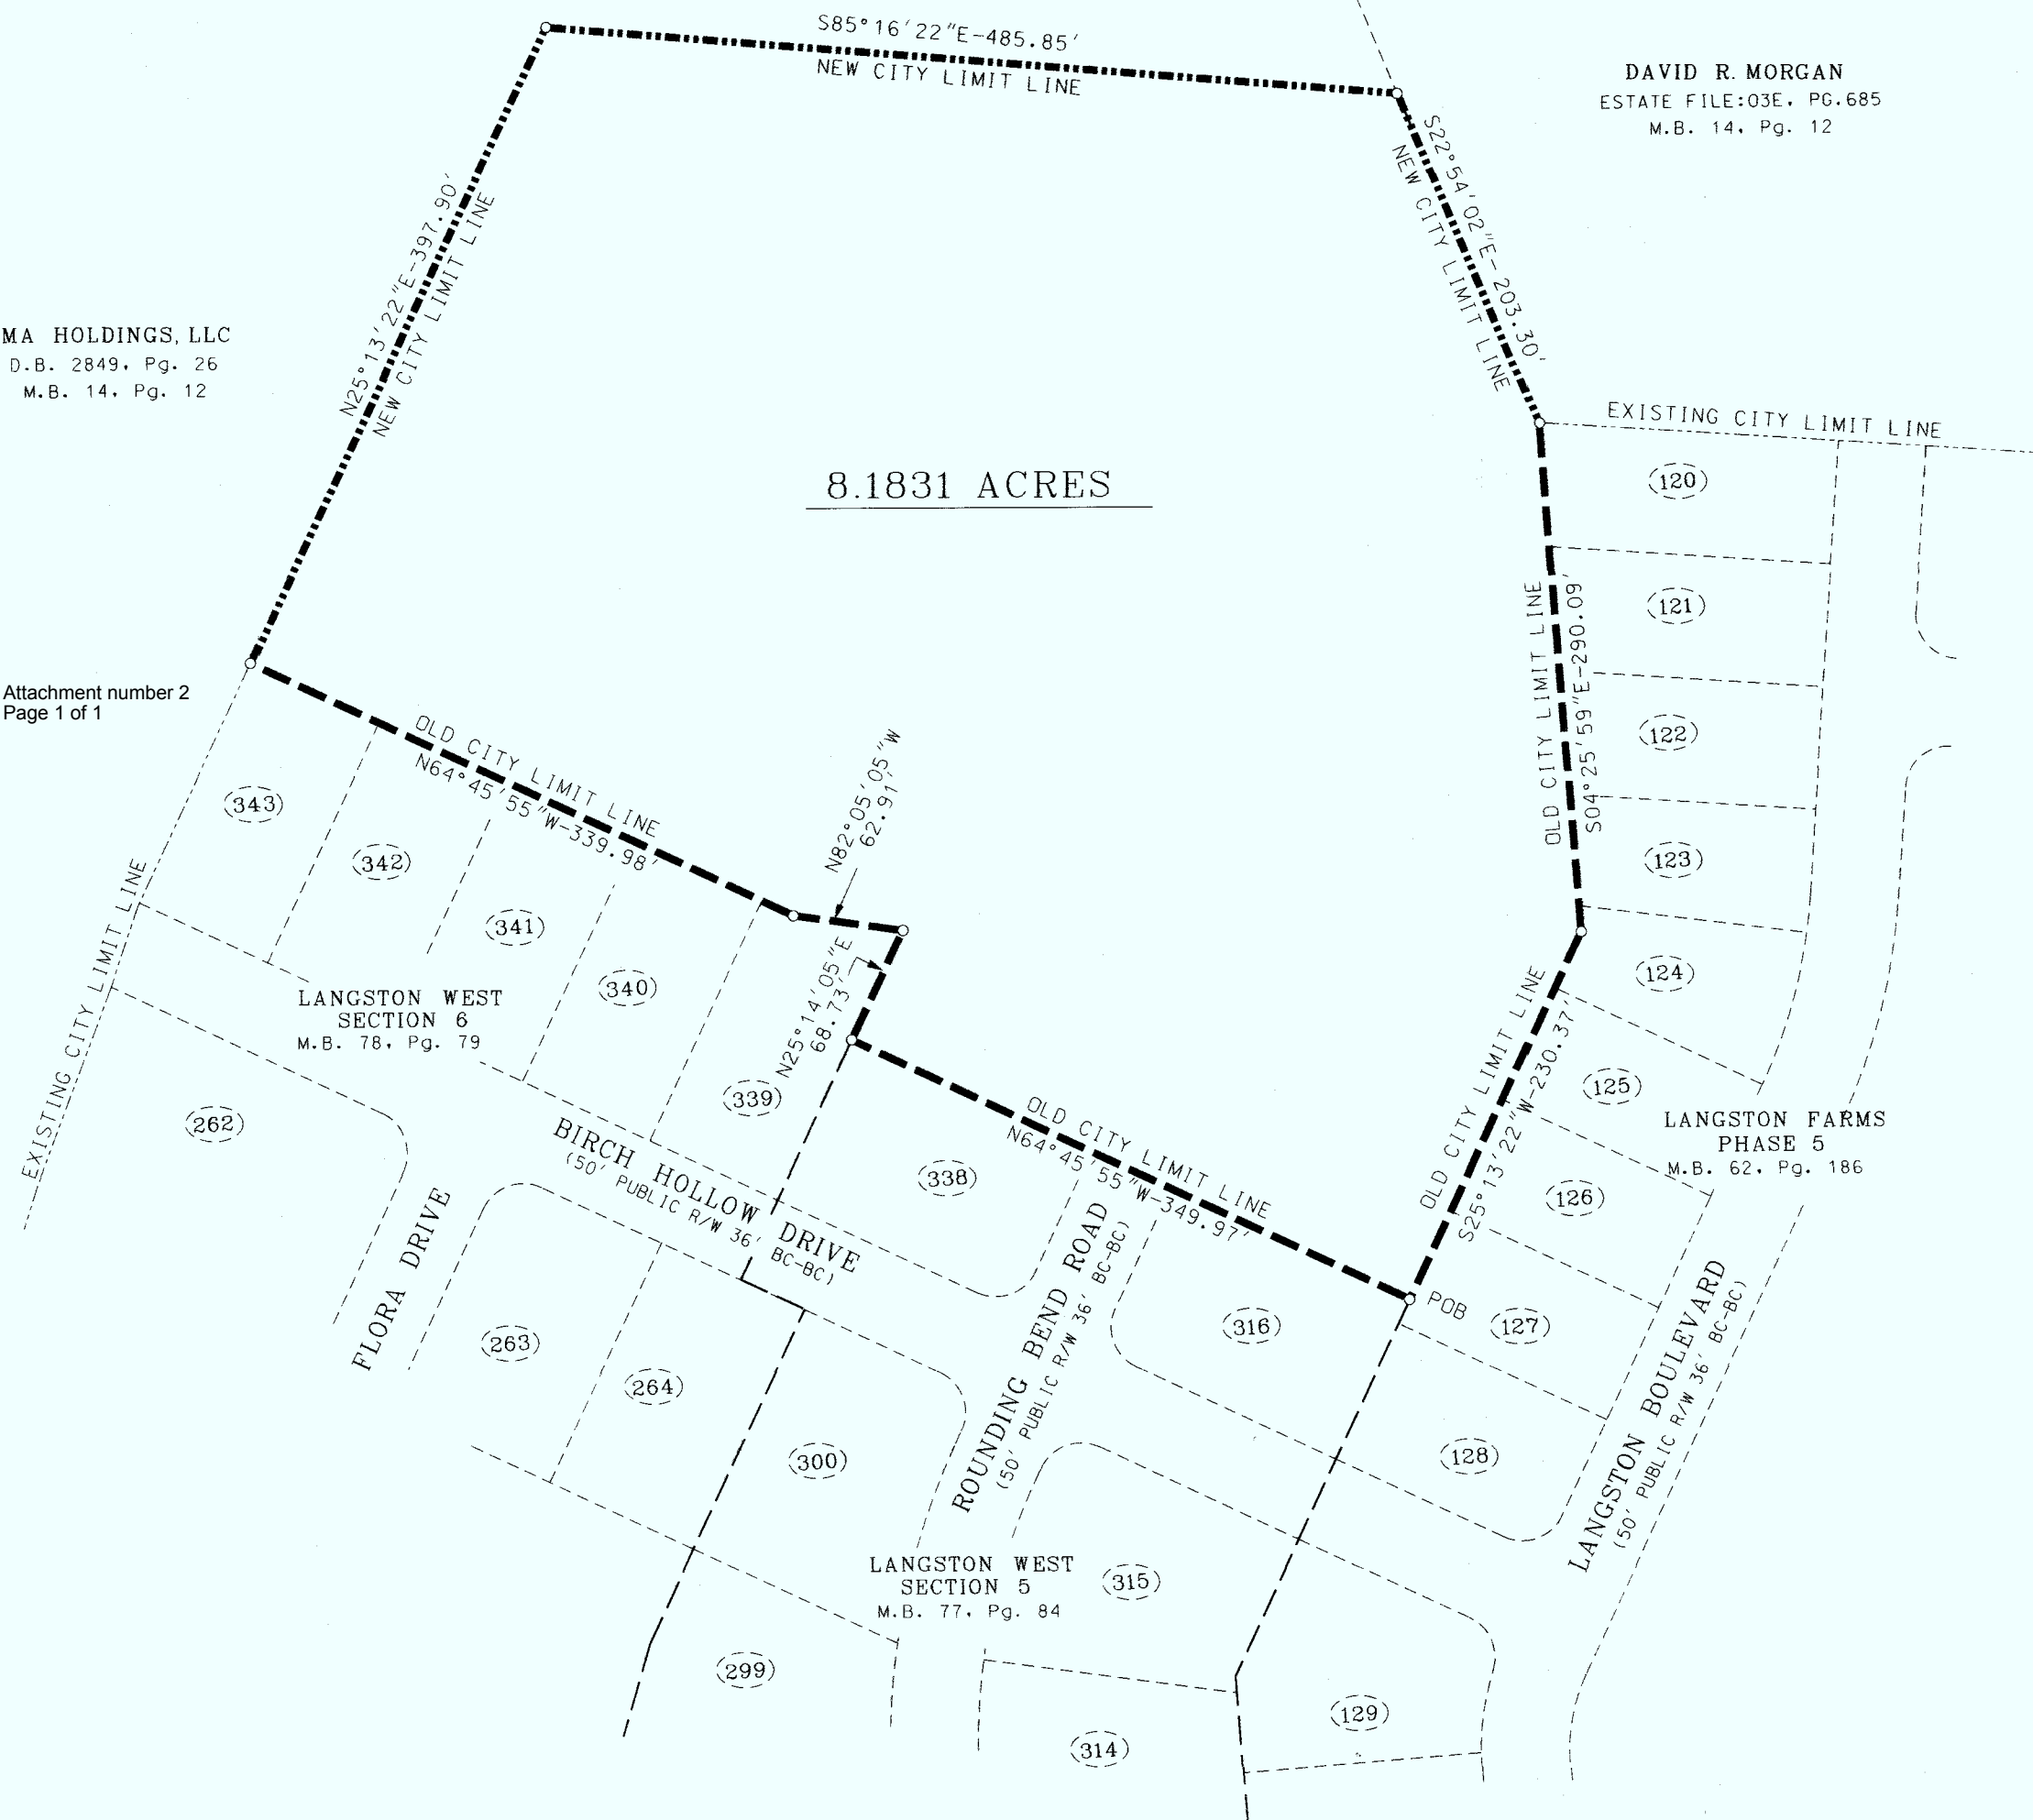 S85°16'22"E-485.85'
NEW CITY LIMIT LINE
DAVID R. MORGAN
ESTATE FILE:03E, PG.685
M.B. 14, Pg. 12
S22°54'02"E-203.30'
NEW CITY LIMIT LINE
N25°13'22"E-397.90'
NEW CITY LIMIT LINE
MA HOLDINGS, LLC
D.B. 2849, Pg. 26
M.B. 14, Pg. 12
EXISTING CITY LIMIT LINE
8.1831 ACRES
120
121
122
123
124
125
126
127
128
129
OLD CITY LIMIT LINE
S04°25'59"E-290.09'
Attachment number 2
Page 1 of 1
OLD CITY LIMIT LINE
N64°45'55"W-339.98'
N82°05'05"W
62.91'
N25°14'05"E
68.73'
343
342
341
340
339
338
EXISTING CITY LIMIT LINE
LANGSTON WEST
SECTION 6
M.B. 78, Pg. 79
OLD CITY LIMIT LINE
N64°45'55"W-349.97'
OLD CITY LIMIT LINE
S25°13'22"W-230.37'
LANGSTON FARMS
PHASE 5
M.B. 62, Pg. 186
POB
262
263
264
300
299
316
315
314
BIRCH HOLLOW DRIVE
(50' PUBLIC R/W 36' BC-BC)
FLORA DRIVE
ROUNDING BEND ROAD
(50' PUBLIC R/W 36' BC-BC)
LANGSTON BOULEVARD
(50' PUBLIC R/W 36' BC-BC)
LANGSTON WEST
SECTION 5
M.B. 77, Pg. 84